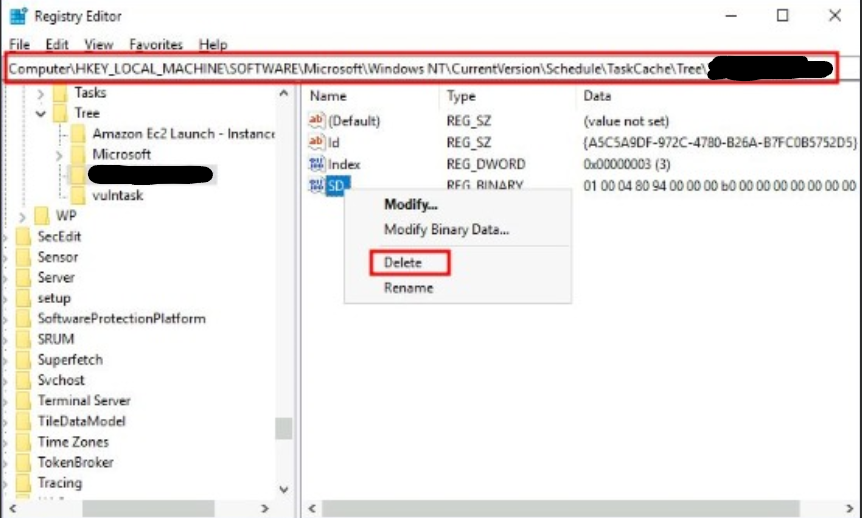 Registry Editor
File Edit View Favorites Help
Computer\HKEY_LOCAL_MACHINE\SOFTWARE\Microsoft\Windows NT\CurrentVersion\Schedule\TaskCache\Tree\
Tasks
Tree
Amazon Ec2 Launch - Instance
Microsoft
vulntask
WP
SecEdit
Sensor
Server
setup
SoftwareProtectionPlatform
SRUM
Superfetch
Svchost
Terminal Server
TileDataModel
Time Zones
TokenBroker
Tracing
Name Type Data
ab (Default) REG_SZ (value not set)
ab Id REG_SZ {A5C5A9DF-972C-4780-B26A-B7FC0B5752D5}
Index REG_DWORD 0x00000003 (3)
SD REG_BINARY 01 00 04 80 94 00 00 00 b0 00 00 00 00 00 00 00
Modify...
Modify Binary Data...
Delete
Rename